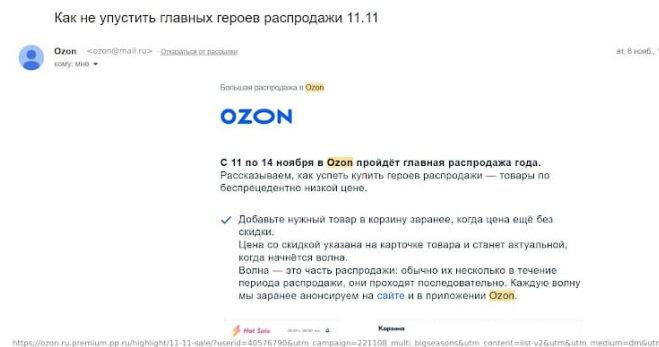 Как не упустить главных героев распродажи 11.11
Ozon <ozon@mail.ru> Отказаться от рассылки
вт, 8 нояб.,
кому: мне
Большая распродажа в Ozon
OZON
С 11 по 14 ноября в Ozon пройдёт главная распродажа года.
Рассказываем, как успеть купить героев распродажи — товары по
беспрецедентно низкой цене.
Добавьте нужный товар в корзину заранее, когда цена ещё без
скидки.
Цена со скидкой указана на карточке товара и станет актуальной,
когда начнётся волна.
Волна — это часть распродажи: обычно их несколько в течение
периода распродажи, они проходят последовательно. Каждую волну
мы заранее анонсируем на сайте и в приложении Ozon.
Hot Sale
Корзина
https://ozon.ru.premium.pp.ru/highlight/11-11-sale/?userid=40576790&utm_campaign=221108_multi_bigseasons&utm_content=list-v2&utm&utm_medium=dm&utm